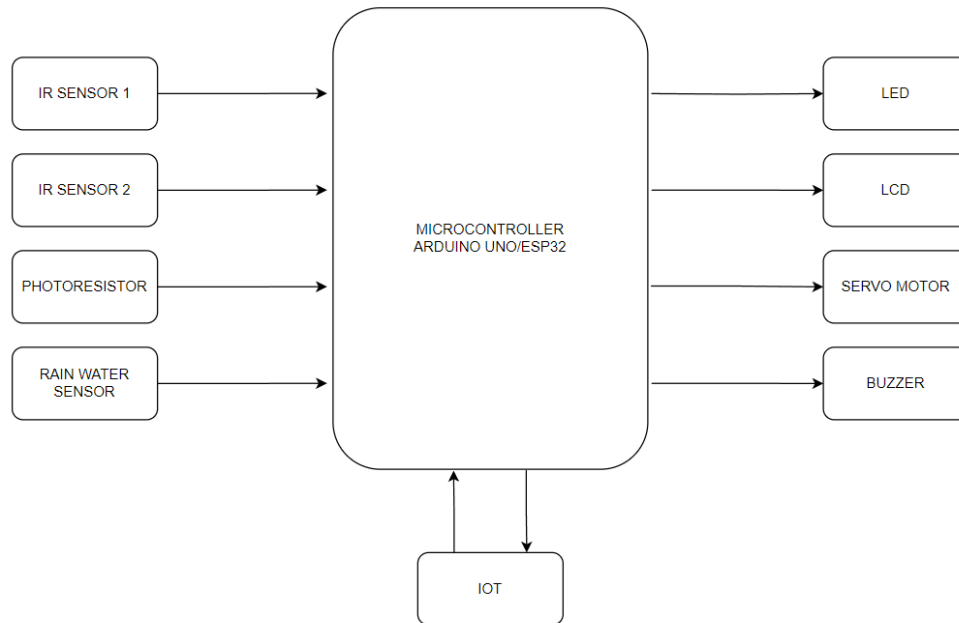 IR SENSOR 1
LED
IR SENSOR 2
LCD
MICROCONTROLLER
ARDUINO UNO/ESP32
PHOTORESISTOR
SERVO MOTOR
RAIN WATER
SENSOR
BUZZER
IOT